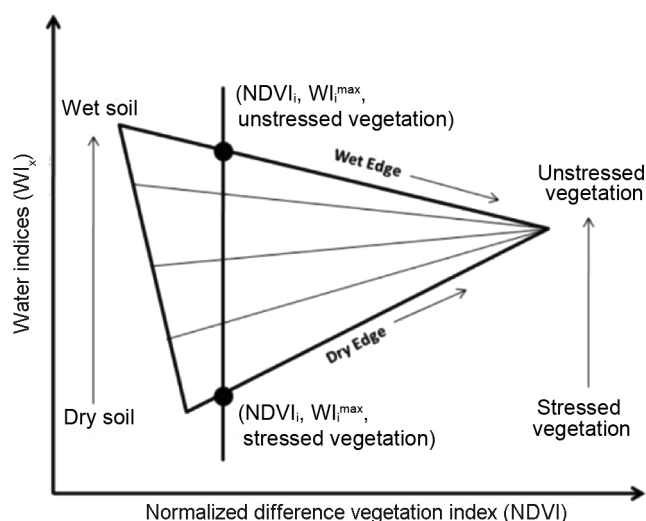 Wet soil
(NDVIᵢ, WIᵢᵐᵃˣ,
unstressed vegetation)
Wet Edge
Unstressed
vegetation
Water indices (WIₓ)
Dry Edge
Dry soil
(NDVIᵢ, WIᵢᵐᵃˣ,
stressed vegetation)
Stressed
vegetation
Normalized difference vegetation index (NDVI)